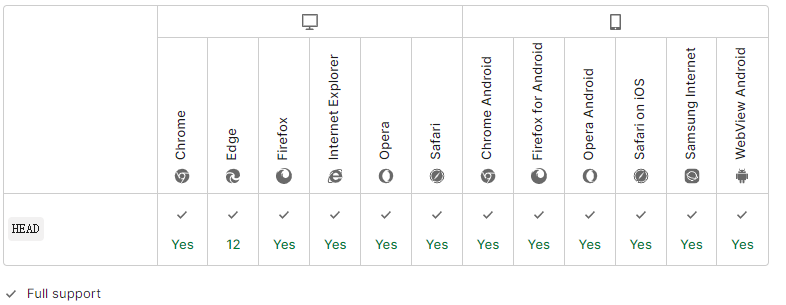 Chrome
Edge
Firefox
Internet Explorer
Opera
Safari
Chrome Android
Firefox for Android
Opera Android
Safari on iOS
Samsung Internet
WebView Android
HEAD
Yes 12 Yes Yes Yes Yes Yes Yes Yes Yes Yes Yes
Full support